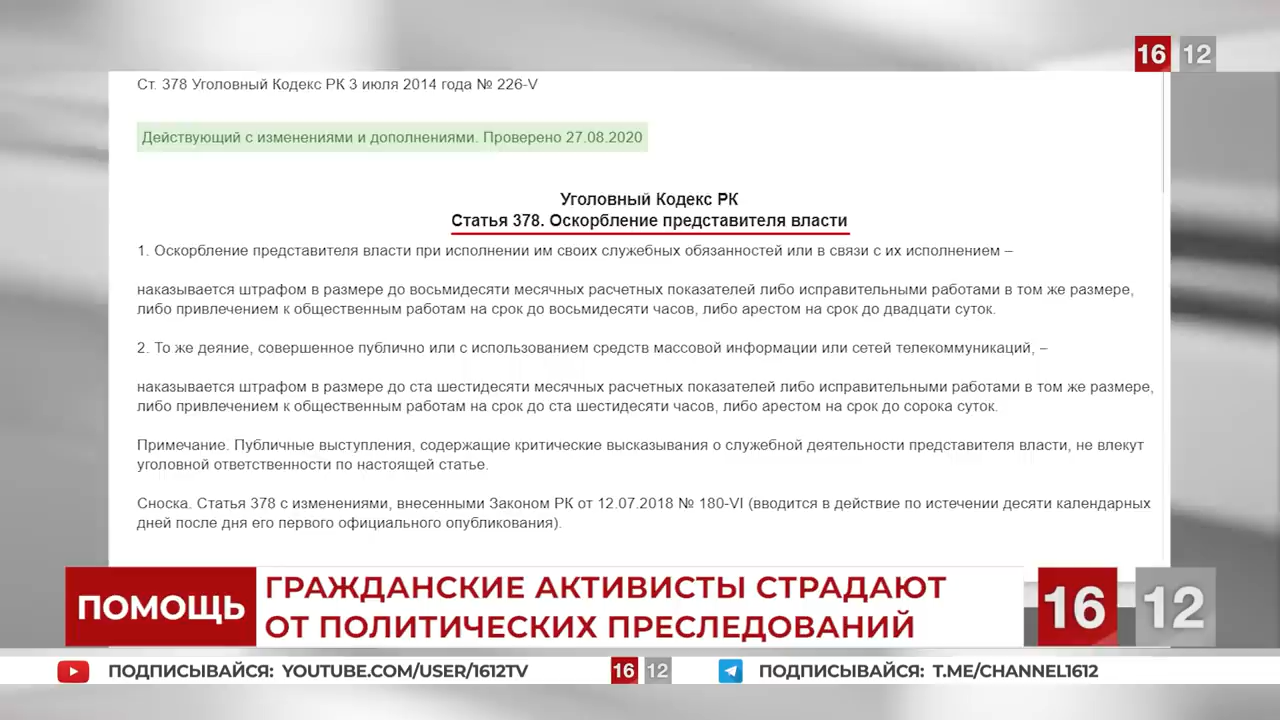 16 12
Ст. 378 Уголовный Кодекс РК 3 июля 2014 года № 226-V
Действующий с изменениями и дополнениями. Проверено 27.08.2020
Уголовный Кодекс РК
Статья 378. Оскорбление представителя власти
1. Оскорбление представителя власти при исполнении им своих служебных обязанностей или в связи с их исполнением –
наказывается штрафом в размере до восьмидесяти месячных расчетных показателей либо исправительными работами в том же размере,
либо привлечением к общественным работам на срок до восьмидесяти часов, либо арестом на срок до двадцати суток.
2. То же деяние, совершенное публично или с использованием средств массовой информации или сетей телекоммуникаций, –
наказывается штрафом в размере до ста шестидесяти месячных расчетных показателей либо исправительными работами в том же размере,
либо привлечением к общественным работам на срок до ста шестидесяти часов, либо арестом на срок до сорока суток.
Примечание. Публичные выступления, содержащие критические высказывания о служебной деятельности представителя власти, не влекут
уголовной ответственности по настоящей статье.
Сноска. Статья 378 с изменениями, внесенными Законом РК от 12.07.2018 № 180-VI (вводится в действие по истечении десяти календарных
дней после дня его первого официального опубликования).
ПОМОЩЬ
ГРАЖДАНСКИЕ АКТИВИСТЫ СТРАДАЮТ
ОТ ПОЛИТИЧЕСКИХ ПРЕСЛЕДОВАНИЙ
16 12
ПОДПИСЫВАЙСЯ: YOUTUBE.COM/USER/1612TV
16 12
ПОДПИСЫВАЙСЯ: T.ME/CHANNEL1612